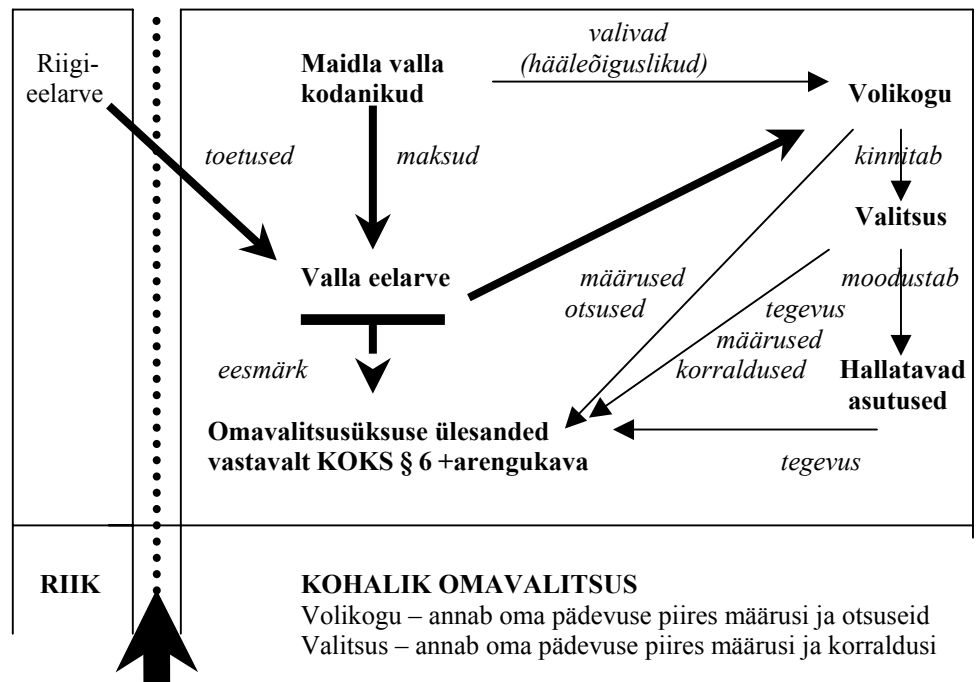 Riigi-
eelarve
Maidla valla
kodanikud
valivad
(hääleõiguslikud)
Volikogu
toetused
maksud
kinnitab
Valitsus
Valla eelarve
määrused
otsused
moodustab
tegevus
määrused
korraldused
eesmärk
Hallatavad
asutused
Omavalitsusüksuse ülesanded
vastavalt KOKS § 6 +arengukava
tegevus
RIIK
KOHALIK OMAVALITSUS
Volikogu – annab oma pädevuse piires määrusi ja otsuseid
Valitsus – annab oma pädevuse piires määrusi ja korraldusi